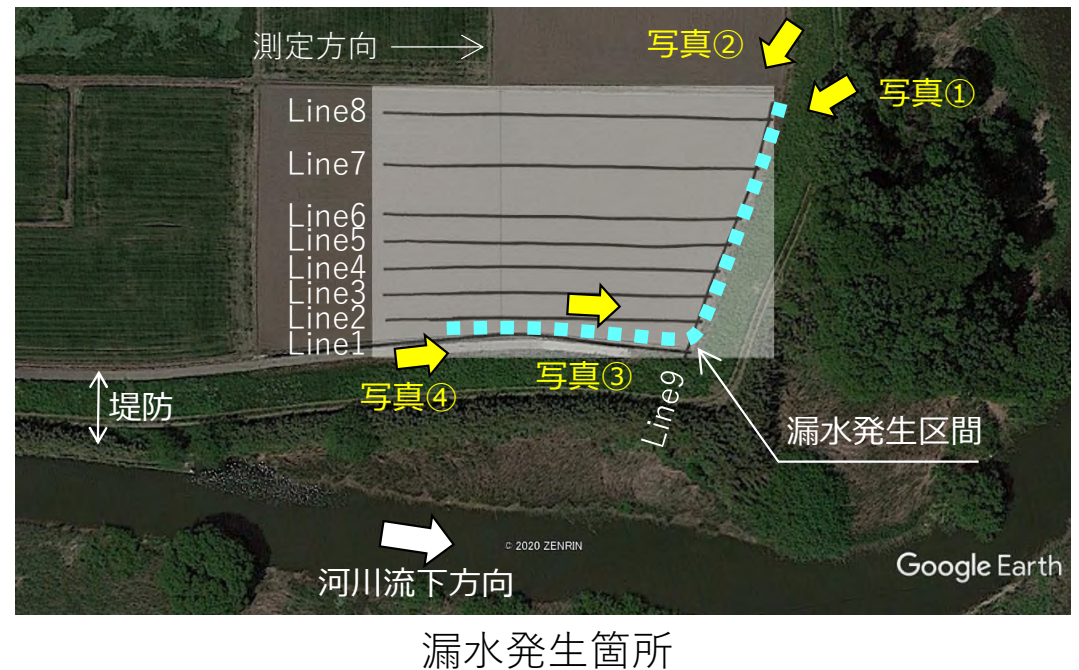 測定方向
写真②
写真①
Line8
Line7
Line6
Line5
Line4
Line3
Line2
Line1
写真③
写真④
Line9
堤防
漏水発生区間
© 2020 ZENRIN
Google Earth
河川流下方向
漏水発生箇所